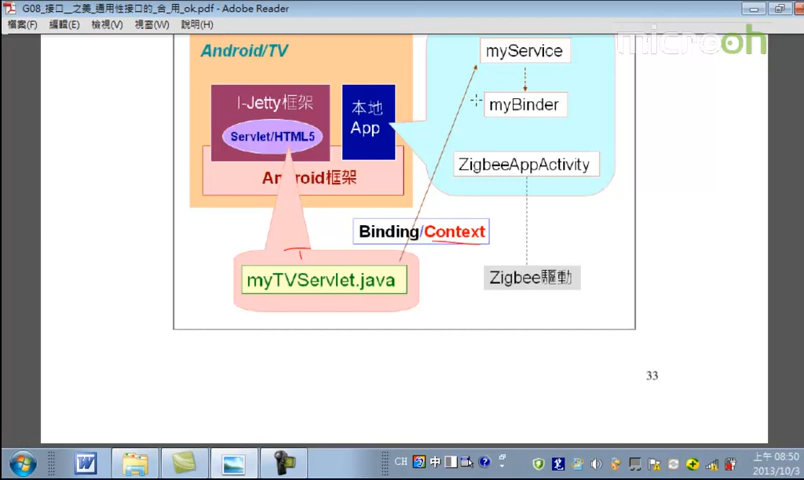 G08_接口__之美_通用性接口的_合_用_ok.pdf - Adobe Reader
檔案(F) 編輯(E) 檢視(V) 視窗(W) 說明(H)
microoh
Android/TV
I-Jetty框架
Servlet/HTML5
本地
App
Android框架
myService
myBinder
ZigbeeAppActivity
Binding/Context
myTVServlet.java
Zigbee驅動
33
CH 中
上午 08:50
2013/10/3